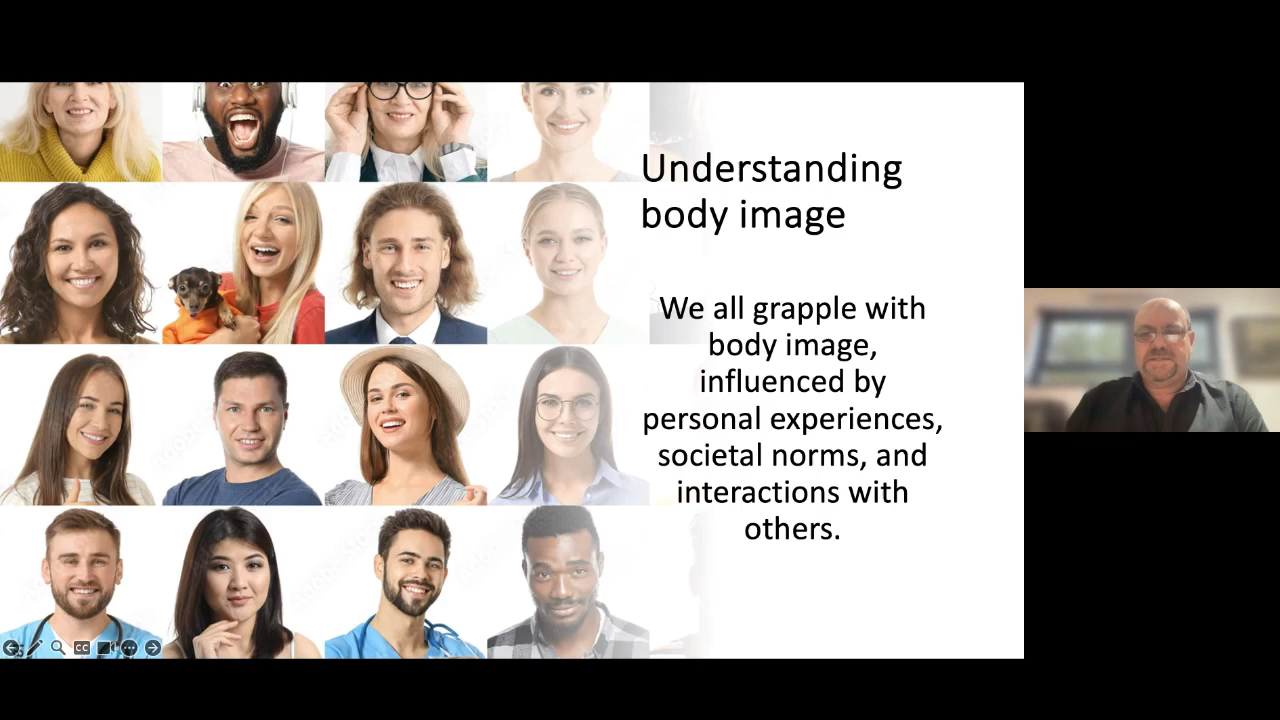 Understanding
body image
We all grapple with
body image,
influenced by
personal experiences,
societal norms, and
interactions with
others.
CC